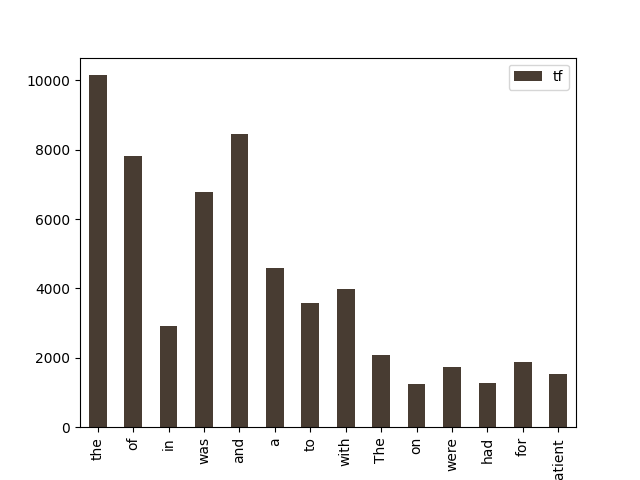 tf
10000
8000
6000
4000
2000
0
the
of
in
was
and
a
to
with
The
on
were
had
for
atient